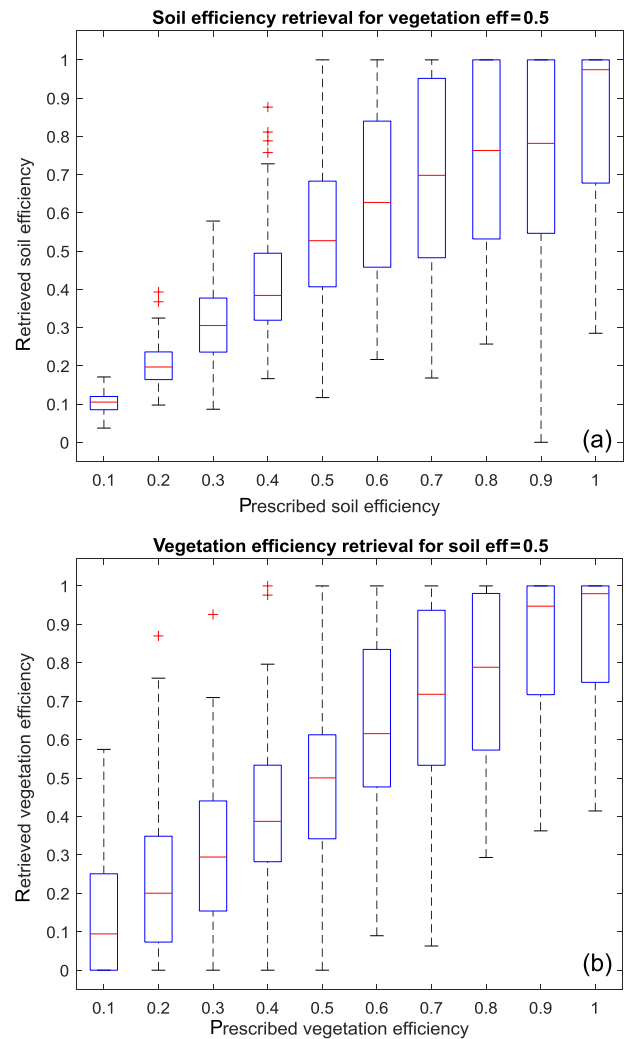 Soil efficiency retrieval for vegetation eff=0.5
1
0.9
0.8
0.7
0.6
0.5
0.4
0.3
0.2
0.1
0
Retrieved soil efficiency
(a)
0.1 0.2 0.3 0.4 0.5 0.6 0.7 0.8 0.9 1
Prescribed soil efficiency
Vegetation efficiency retrieval for soil eff=0.5
1
0.9
0.8
0.7
0.6
0.5
0.4
0.3
0.2
0.1
0
Retrieved vegetation efficiency
(b)
0.1 0.2 0.3 0.4 0.5 0.6 0.7 0.8 0.9 1
Prescribed vegetation efficiency